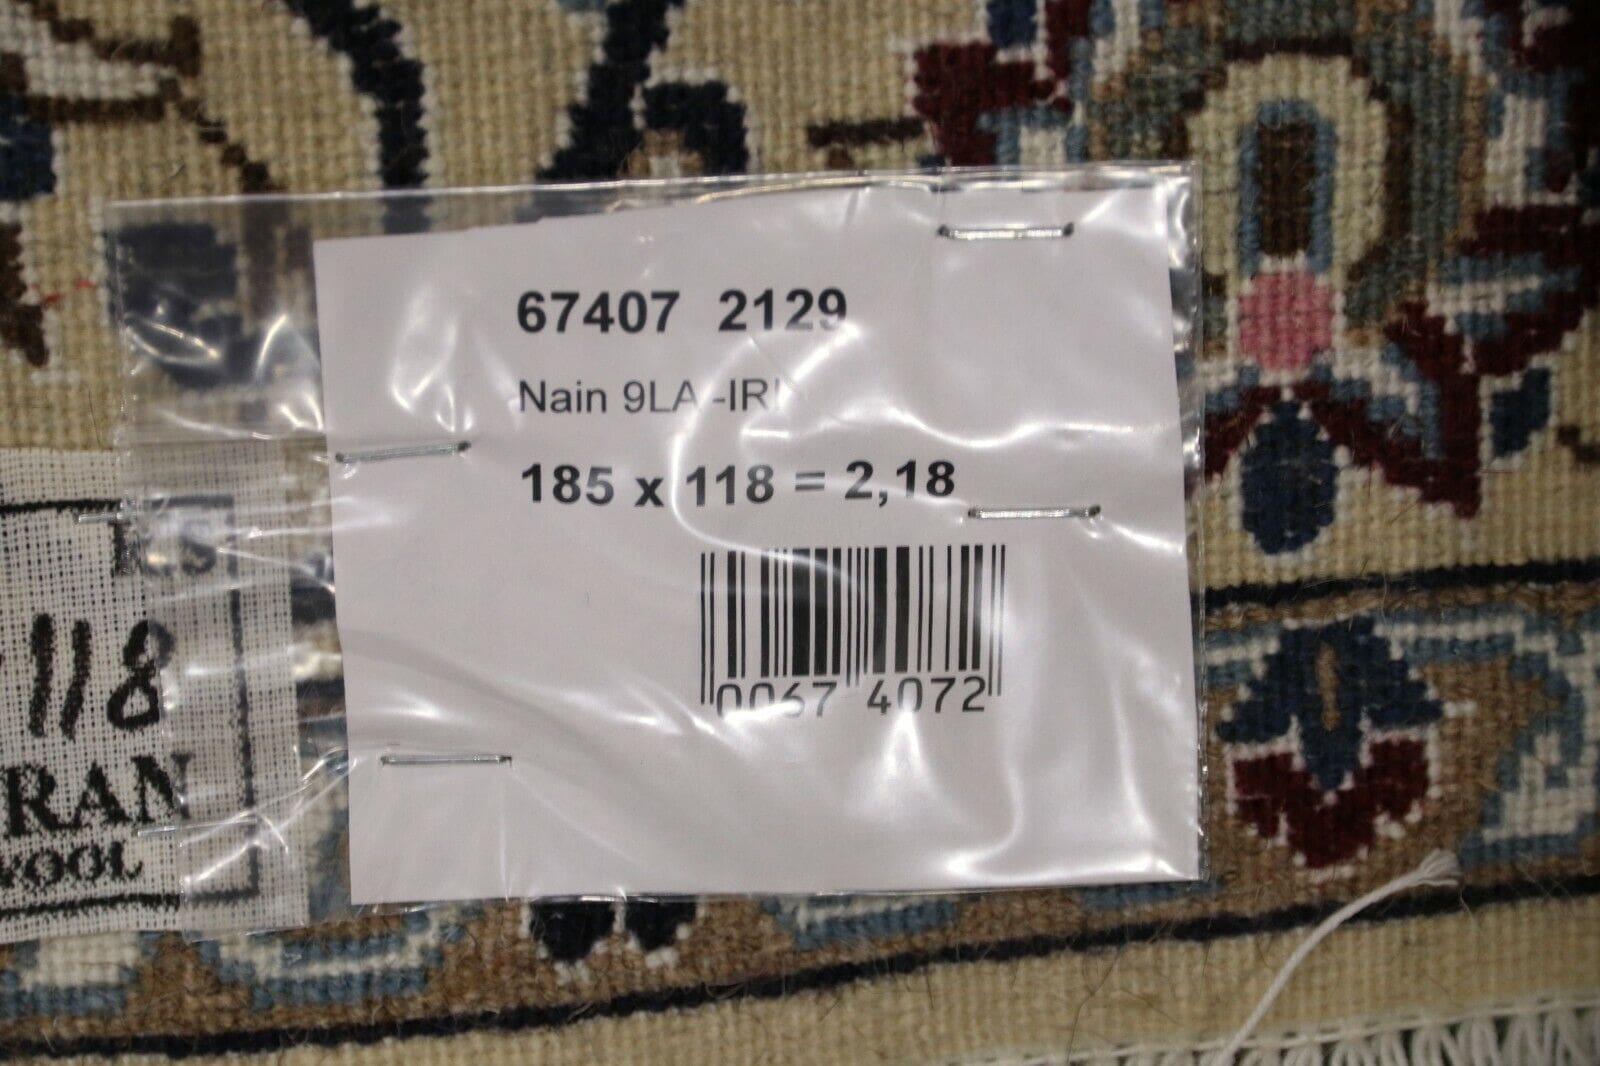 67407 2129
Nain 9LA -IRI
185 x 118 = 2,18
0067 4072
118
RAN
WOOL